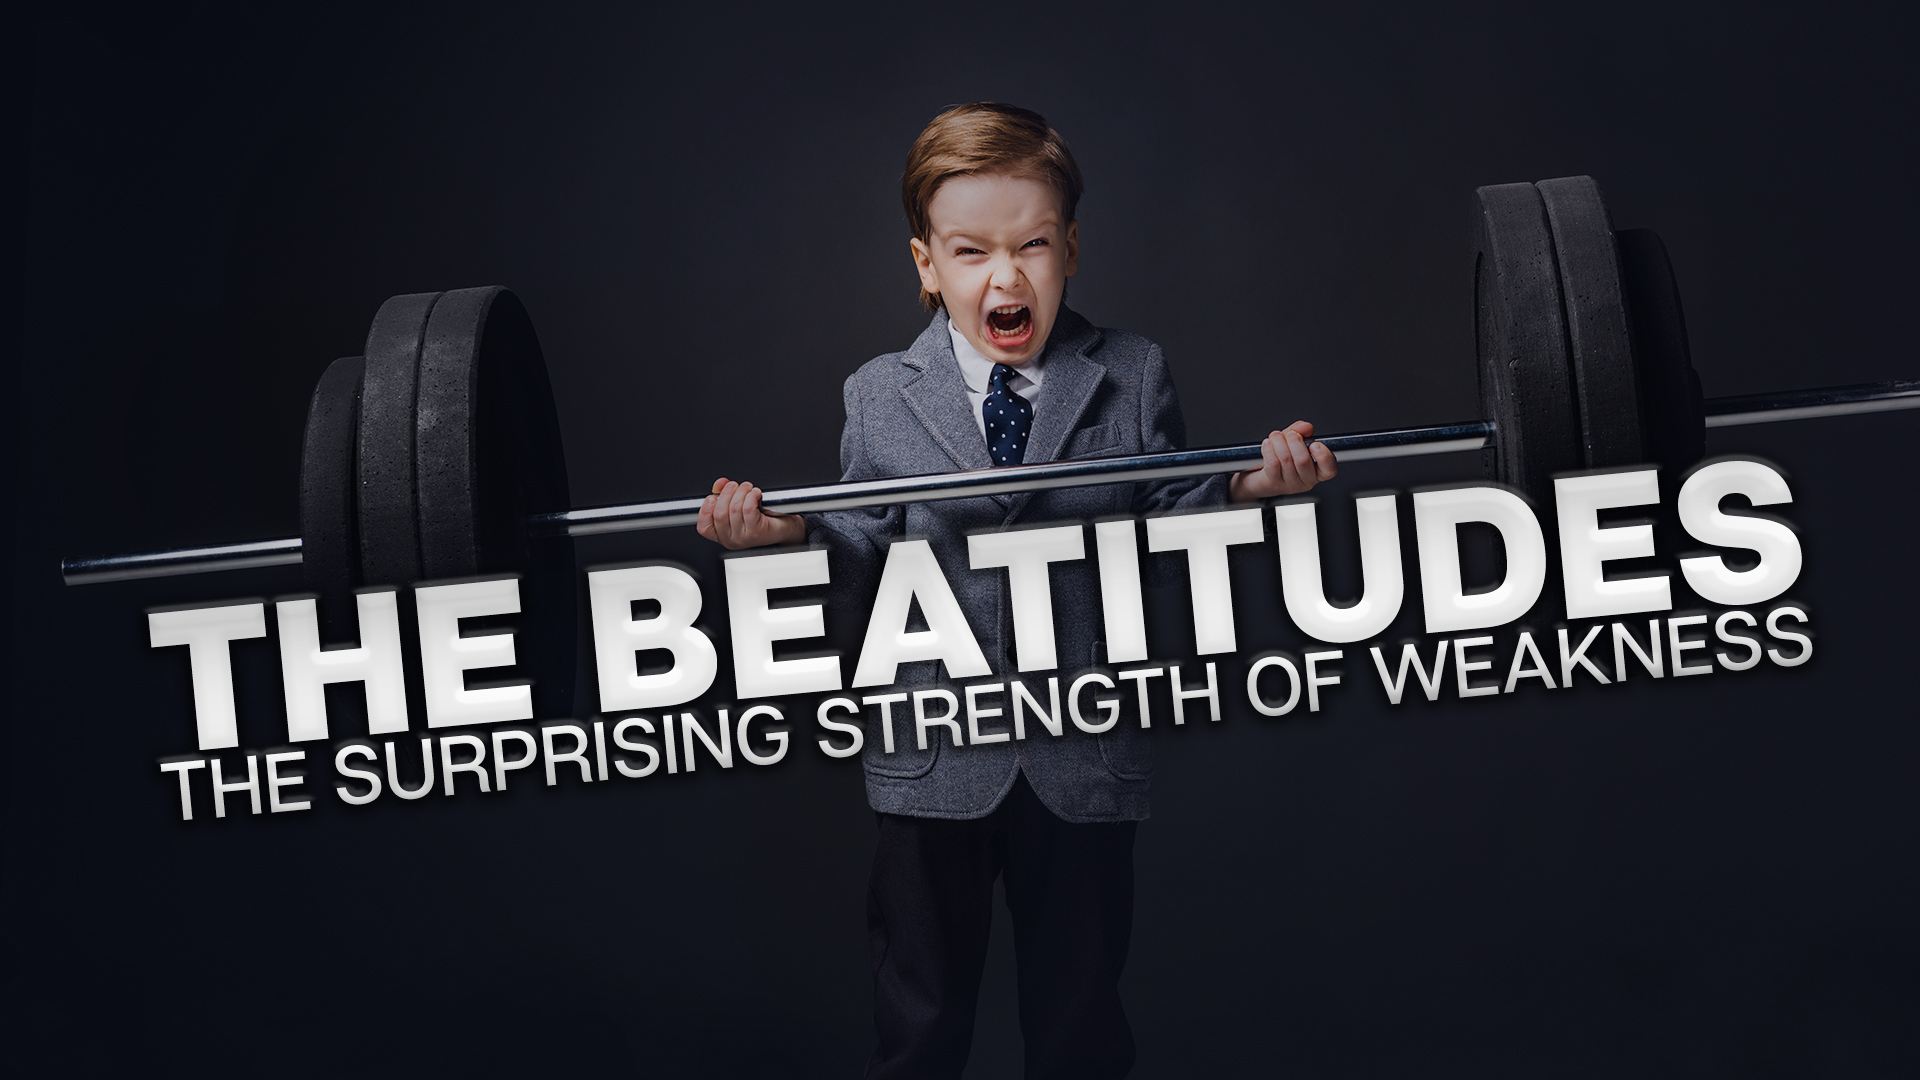 THE BEATITUDES
THE SURPRISING STRENGTH OF WEAKNESS